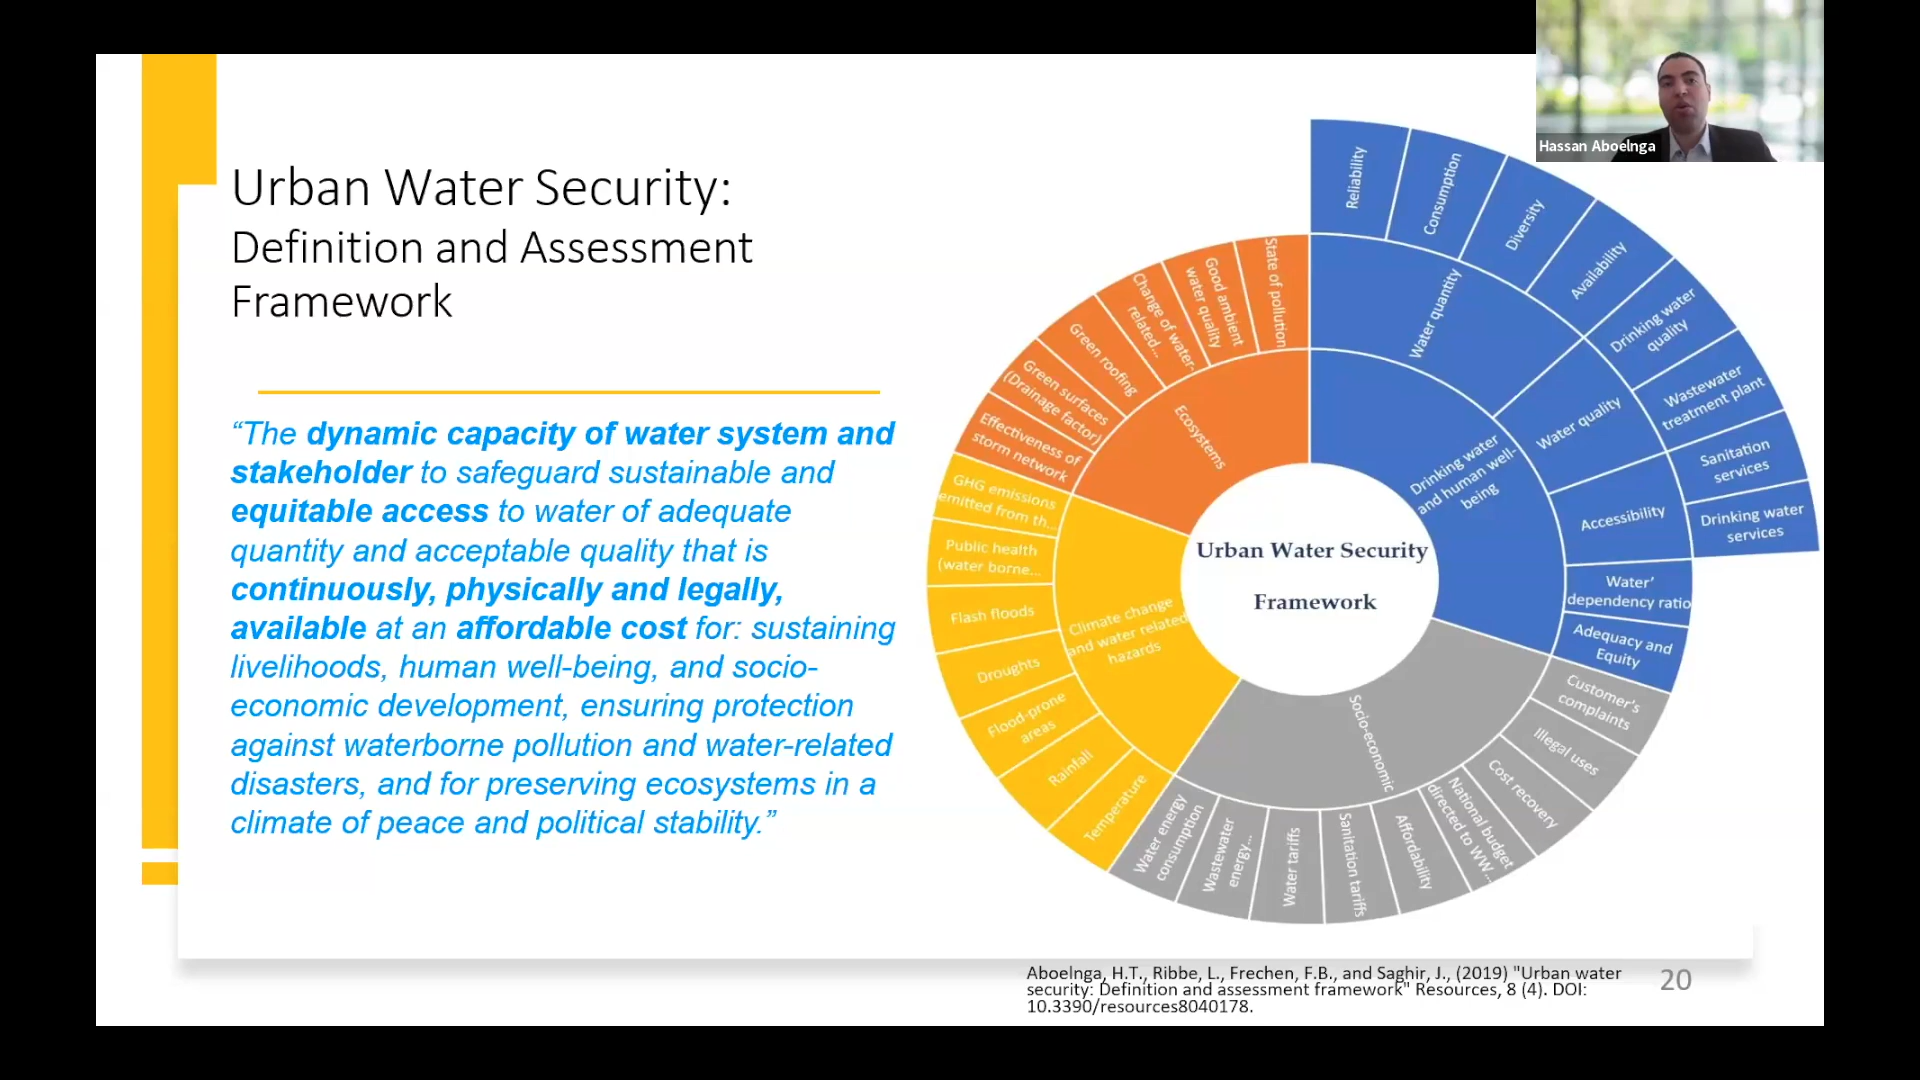 Hassan Aboelnga
Urban Water Security:
Definition and Assessment
Framework
“The dynamic capacity of water system and
stakeholder to safeguard sustainable and
equitable access to water of adequate
quantity and acceptable quality that is
continuously, physically and legally,
available at an affordable cost for: sustaining
livelihoods, human well-being, and socio-
economic development, ensuring protection
against waterborne pollution and water-related
disasters, and for preserving ecosystems in a
climate of peace and political stability.”
Urban Water Security
Framework
Drinking water
and human well-
being
Water quantity
Reliability
Consumption
Diversity
Availability
Water quality
Drinking water
quality
Wastewater
treatment plant
Accessibility
Sanitation
services
Drinking water
services
Water'
dependency ratio
Adequacy and
Equity
Socio-economic
Customer's
complaints
Illegal uses
Cost recovery
National budget
directed to WW...
Affordability
Sanitation tariffs
Water tariffs
Wastewater
energy...
Water energy
consumption
Climate change
and water related
hazards
Temperature
Rainfall
Flood-prone
areas
Droughts
Flash floods
Public health
(water borne...
GHG emissions
emitted from th...
Ecosystems
Effectiveness of
storm network
Green surfaces
(Drainage factor)
Green roofing
Change of water-
related...
Good ambient
water quality
State of pollution
Aboelnga, H.T., Ribbe, L., Frechen, F.B., and Saghir, J., (2019) "Urban water
security: Definition and assessment framework" Resources, 8 (4). DOI:
10.3390/resources8040178.
20